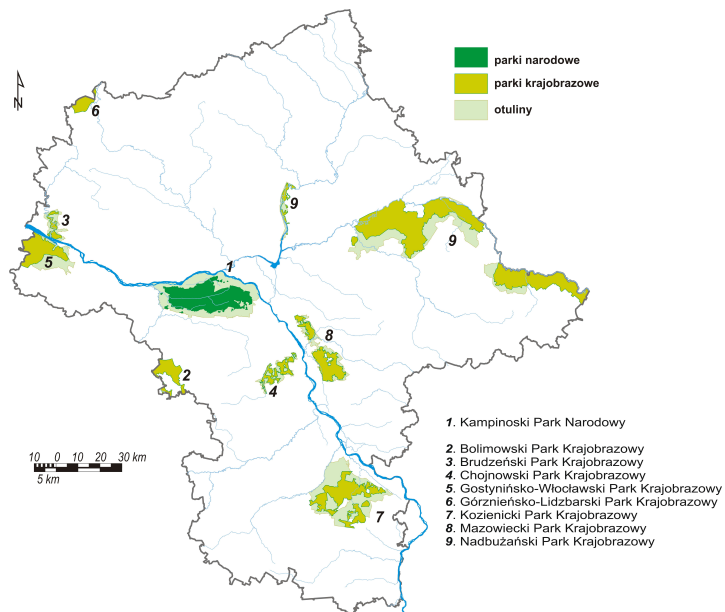 parki narodowe
parki krajobrazowe
otuliny
N
6
9
3
9
5
1
8
2
4
7
10 0 10 20 30 km
5 km
1. Kampinoski Park Narodowy
2. Bolimowski Park Krajobrazowy
3. Brudzeński Park Krajobrazowy
4. Chojnowski Park Krajobrazowy
5. Gostynińsko-Włocławski Park Krajobrazowy
6. Górznieńsko-Lidzbarski Park Krajobrazowy
7. Kozienicki Park Krajobrazowy
8. Mazowiecki Park Krajobrazowy
9. Nadbużański Park Krajobrazowy